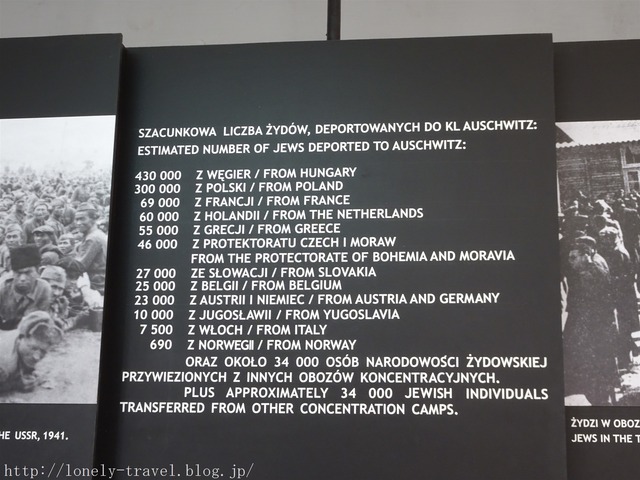 SZACUNKOWA LICZBA ŻYDÓW, DEPORTOWANYCH DO KL AUSCHWITZ:
ESTIMATED NUMBER OF JEWS DEPORTED TO AUSCHWITZ:
430 000 Z WĘGIER / FROM HUNGARY
300 000 Z POLSKI / FROM POLAND
69 000 Z FRANCJI / FROM FRANCE
60 000 Z HOLANDII / FROM THE NETHERLANDS
55 000 Z GRECJI / FROM GREECE
46 000 Z PROTEKTORATU CZECH I MORAW
FROM THE PROTECTORATE OF BOHEMIA AND MORAVIA
27 000 ZE SŁOWACJI / FROM SLOVAKIA
25 000 Z BELGII / FROM BELGIUM
23 000 Z AUSTRII I NIEMIEC / FROM AUSTRIA AND GERMANY
10 000 Z JUGOSŁAWII / FROM YUGOSLAVIA
7 500 Z WŁOCH / FROM ITALY
690 Z NORWEGII / FROM NORWAY
ORAZ OKOŁO 34 000 OSÓB NARODOWOŚCI ŻYDOWSKIEJ
PRZYWIEZIONYCH Z INNYCH OBOZÓW KONCENTRACYJNYCH.
PLUS APPROXIMATELY 34 000 JEWISH INDIVIDUALS
TRANSFERRED FROM OTHER CONCENTRATION CAMPS.
HE USSR, 1941.
ŻYDZI W OBOZ
JEWS IN THE T
http://lonely-travel.blog.jp/